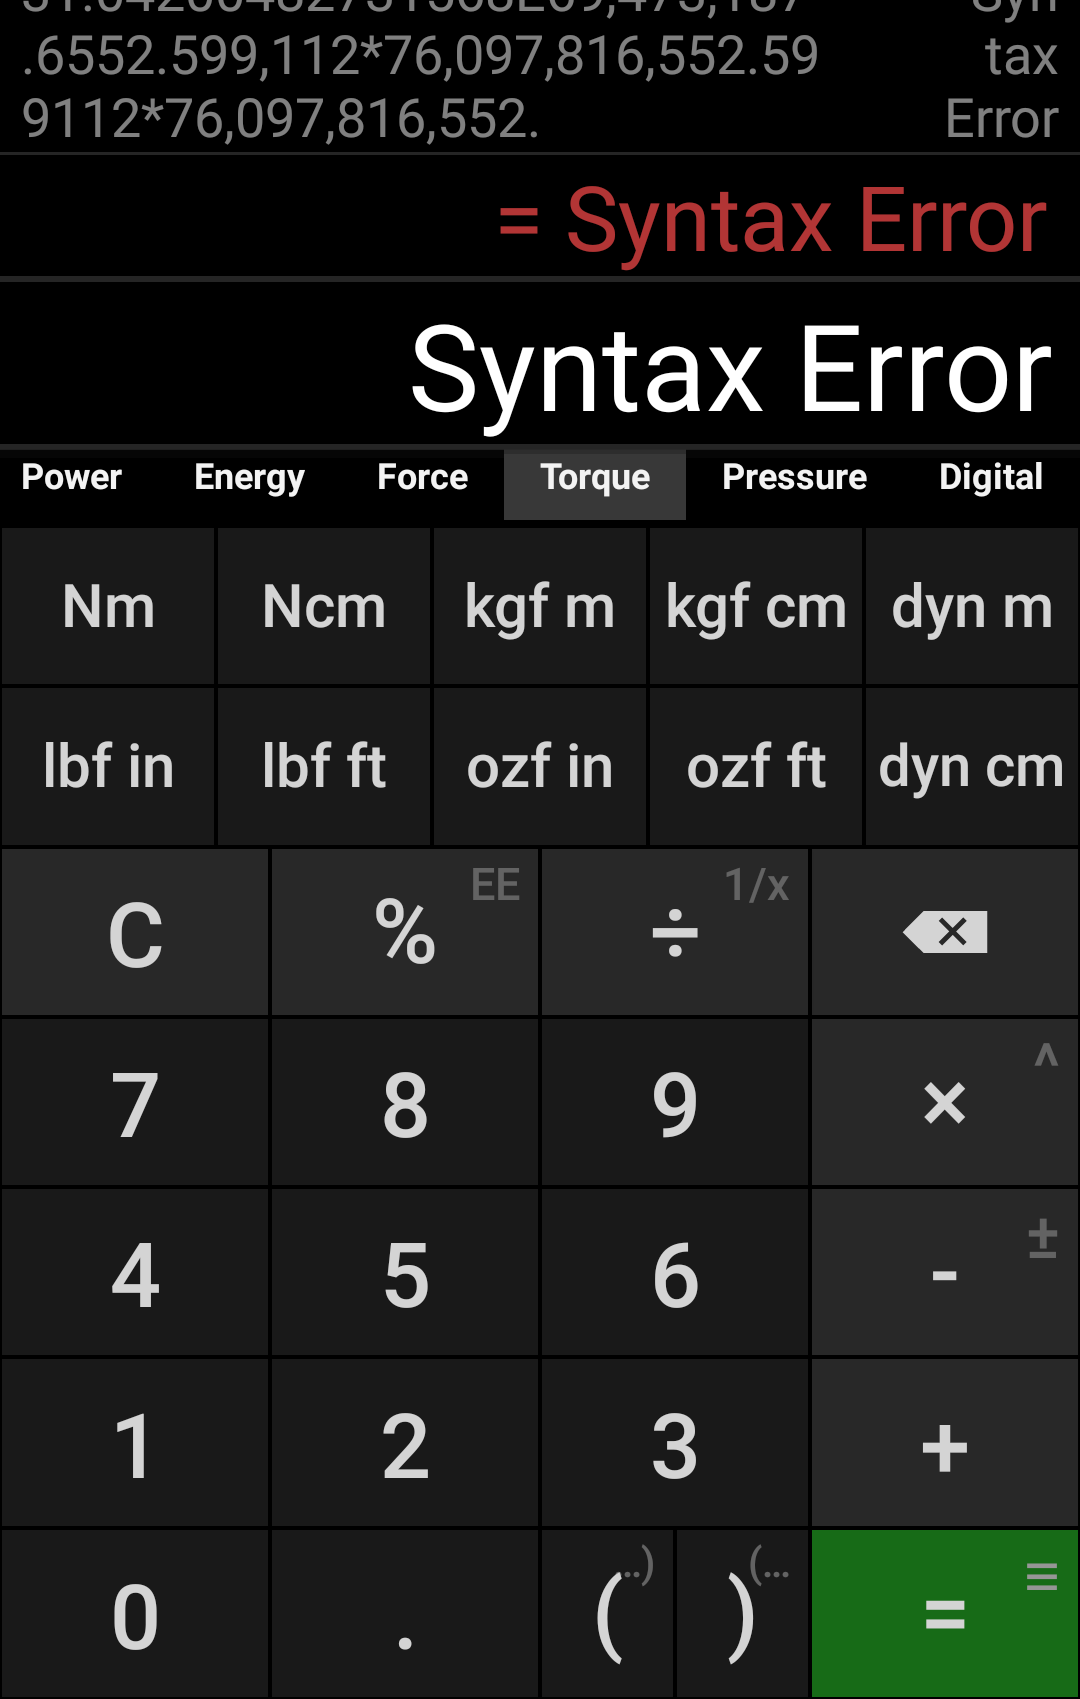 .6552.599,112*76,097,816,552.59 tax
9112*76,097,816,552. Error
= Syntax Error
Syntax Error
Power Energy Force Torque Pressure Digital
Nm Ncm kgf m kgf cm dyn m
lbf in lbf ft ozf in ozf ft dyn cm
C % EE ÷ 1/x
7 8 9 × ^
4 5 6 - ±
1 2 3 +
0 . ( ..) ) (... =